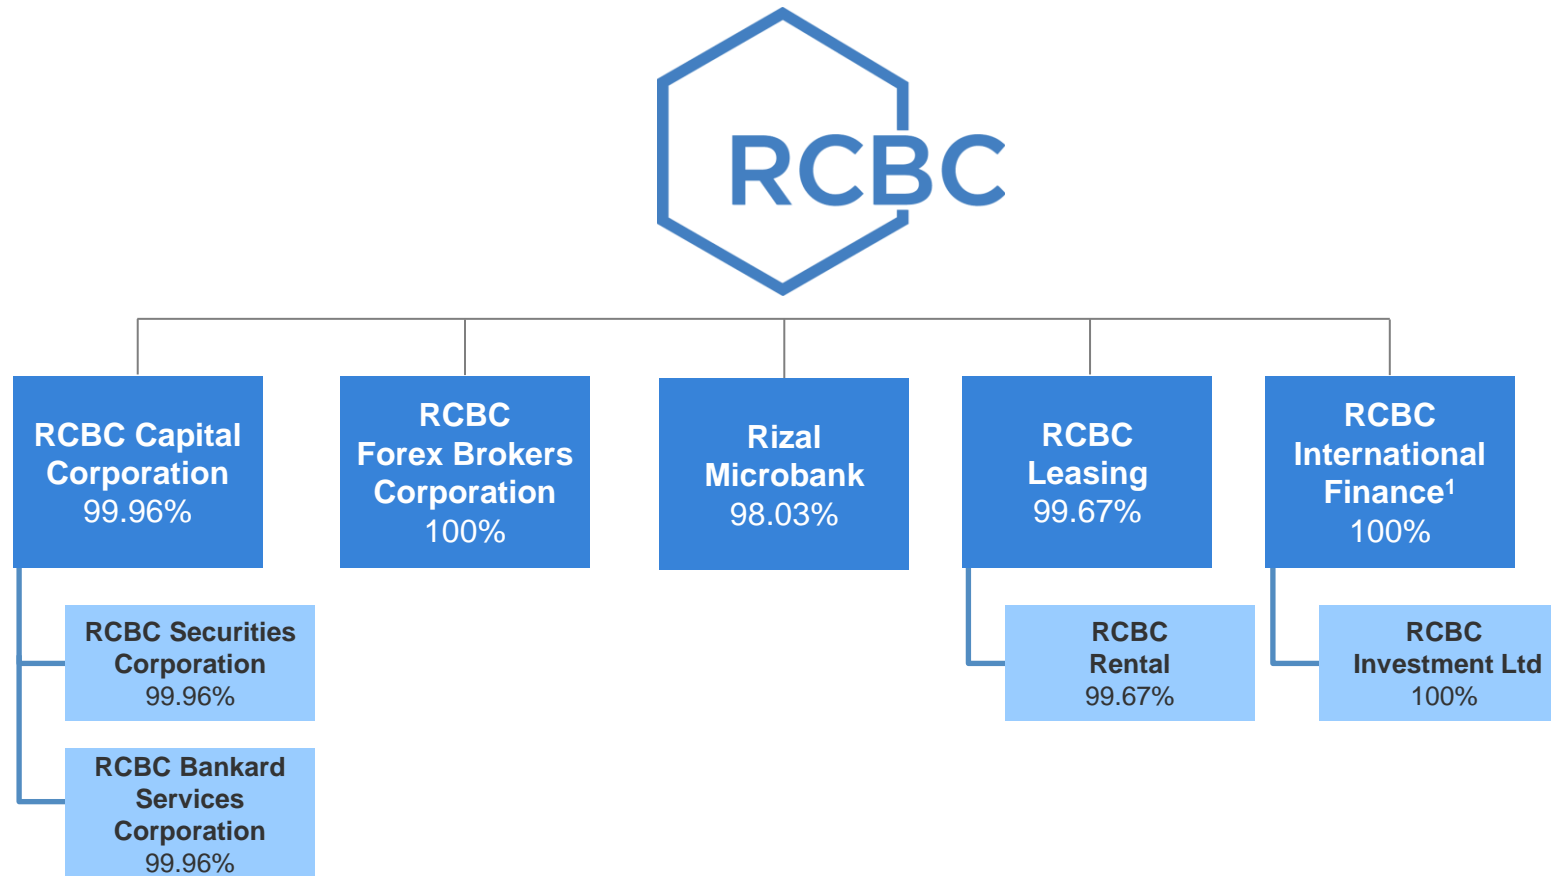 RCBC
RCBC Capital
Corporation
99.96%
RCBC
Forex Brokers
Corporation
100%
Rizal
Microbank
98.03%
RCBC
Leasing
99.67%
RCBC
International
Finance¹
100%
RCBC Securities
Corporation
99.96%
RCBC
Rental
99.67%
RCBC
Investment Ltd
100%
RCBC Bankard
Services
Corporation
99.96%